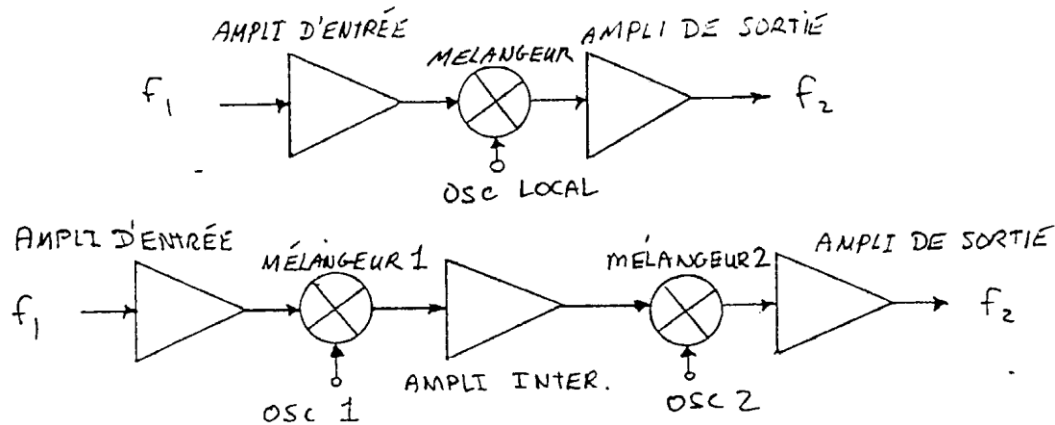 AMPLI D'ENTRÉE
MELANGEUR
AMPLI DE SORTIE
f₁
f₂
OSC LOCAL
AMPLI D'ENTRÉE
MÉLANGEUR 1
MÉLANGEUR 2
AMPLI DE SORTIE
f₁
f₂
AMPLI INTER.
OSC 1
OSC 2